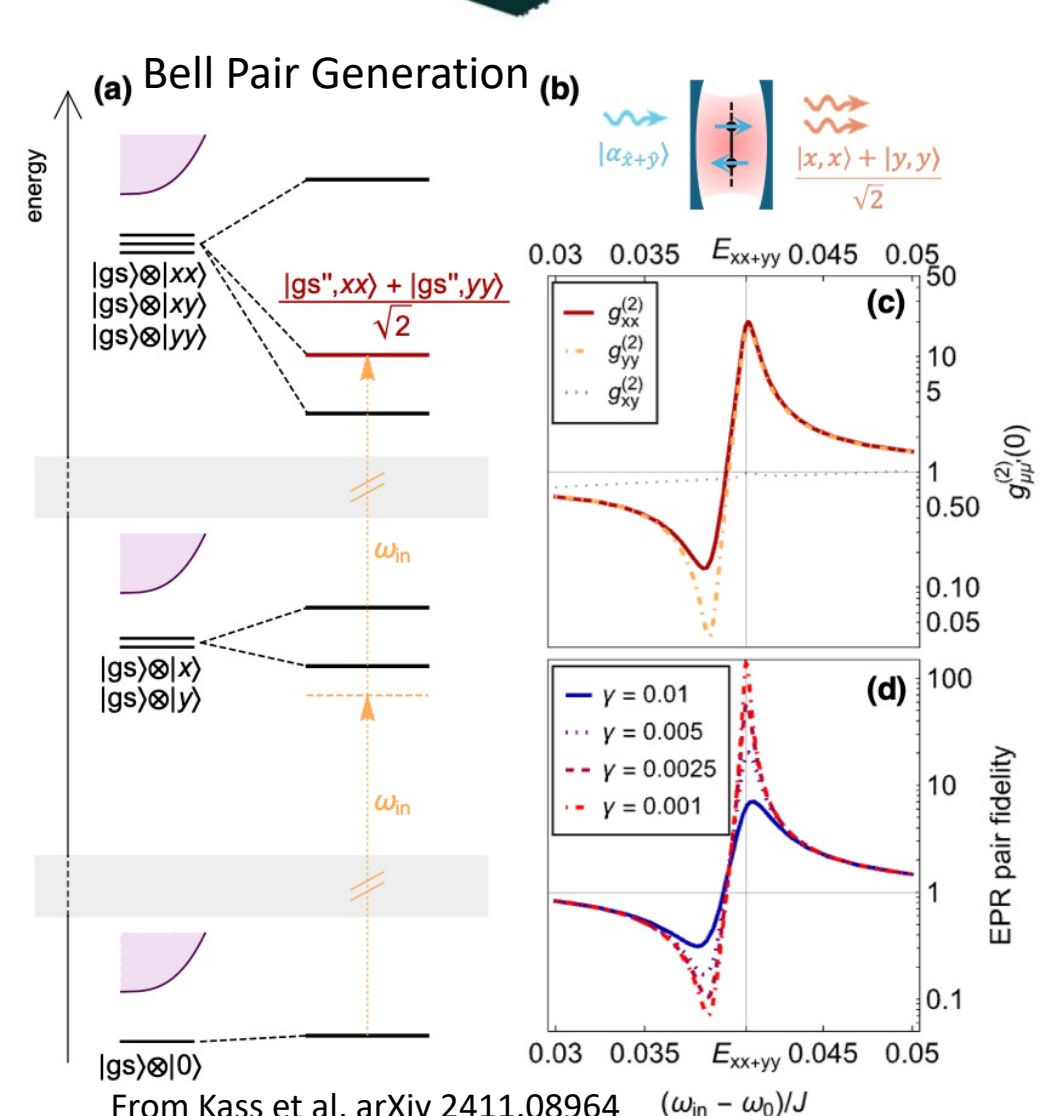 Bell Pair Generation
(a)
energy
|gs⟩⊗|xx⟩
|gs⟩⊗|xy⟩
|gs⟩⊗|yy⟩
|gs",xx⟩ + |gs",yy⟩
√2
ω_in
|gs⟩⊗|x⟩
|gs⟩⊗|y⟩
ω_in
|gs⟩⊗|0⟩
From Kass et al. arXiv 2411.08964
(b)
|α_x̂+ŷ⟩
|x,x⟩ + |y,y⟩
√2
0.03 0.035 E_xx+yy 0.045 0.05
(c)
g_xx^(2)
g_yy^(2)
g_xy^(2)
50
10
5
1
0.50
0.10
0.05
g_μμ'^(2)(0)
(d)
γ = 0.01
γ = 0.005
γ = 0.0025
γ = 0.001
100
10
1
0.1
EPR pair fidelity
0.03 0.035 E_xx+yy 0.045 0.05
(ω_in − ω_0)/J